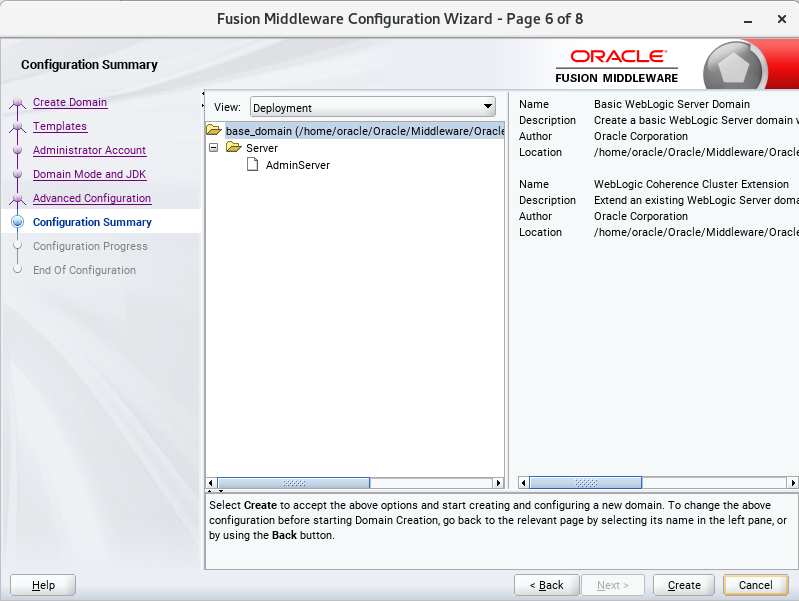 Fusion Middleware Configuration Wizard - Page 6 of 8
Configuration Summary
ORACLE
FUSION MIDDLEWARE
Create Domain
Templates
Administrator Account
Domain Mode and JDK
Advanced Configuration
Configuration Summary
Configuration Progress
End Of Configuration
View: Deployment
base_domain (/home/oracle/Oracle/Middleware/Oracle
Server
AdminServer
Name Basic WebLogic Server Domain
Description Create a basic WebLogic Server domain
Author Oracle Corporation
Location /home/oracle/Oracle/Middleware/Oracle
Name WebLogic Coherence Cluster Extension
Description Extend an existing WebLogic Server doma
Author Oracle Corporation
Location /home/oracle/Oracle/Middleware/Oracle
Select Create to accept the above options and start creating and configuring a new domain. To change the above
configuration before starting Domain Creation, go back to the relevant page by selecting its name in the left pane, or
by using the Back button.
Help
< Back
Next >
Create
Cancel